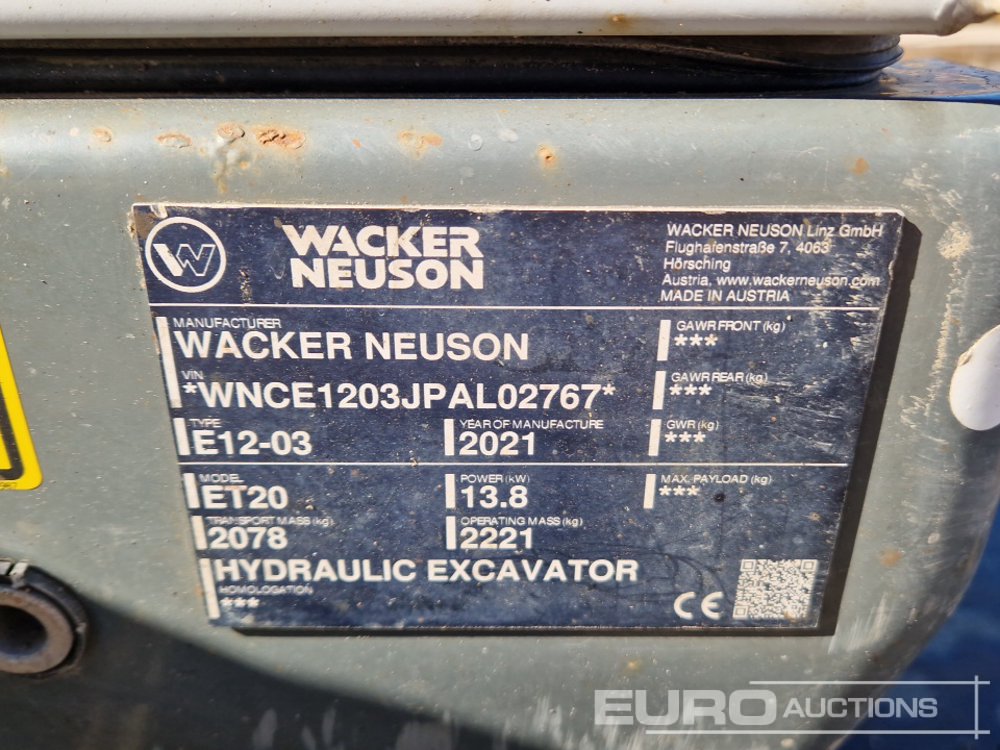 W
WACKER
NEUSON
WACKER NEUSON Linz GmbH
Flughafenstraße 7, 4063
Hörsching
Austria, www.wackerneuson.com
MADE IN AUSTRIA
MANUFACTURER
WACKER NEUSON
GAWR FRONT (kg)
***
VIN
*WNCE1203JPAL02767*
GAWR REAR (kg)
***
TYPE
E12-03
YEAR OF MANUFACTURE
2021
GWR (kg)
***
MODEL
ET20
POWER (kW)
13.8
MAX. PAYLOAD (kg)
***
TRANSPORT MASS (kg)
2078
OPERATING MASS (kg)
2221
HYDRAULIC EXCAVATOR
HOMOLOGATION
***
CE
EURO AUCTIONS